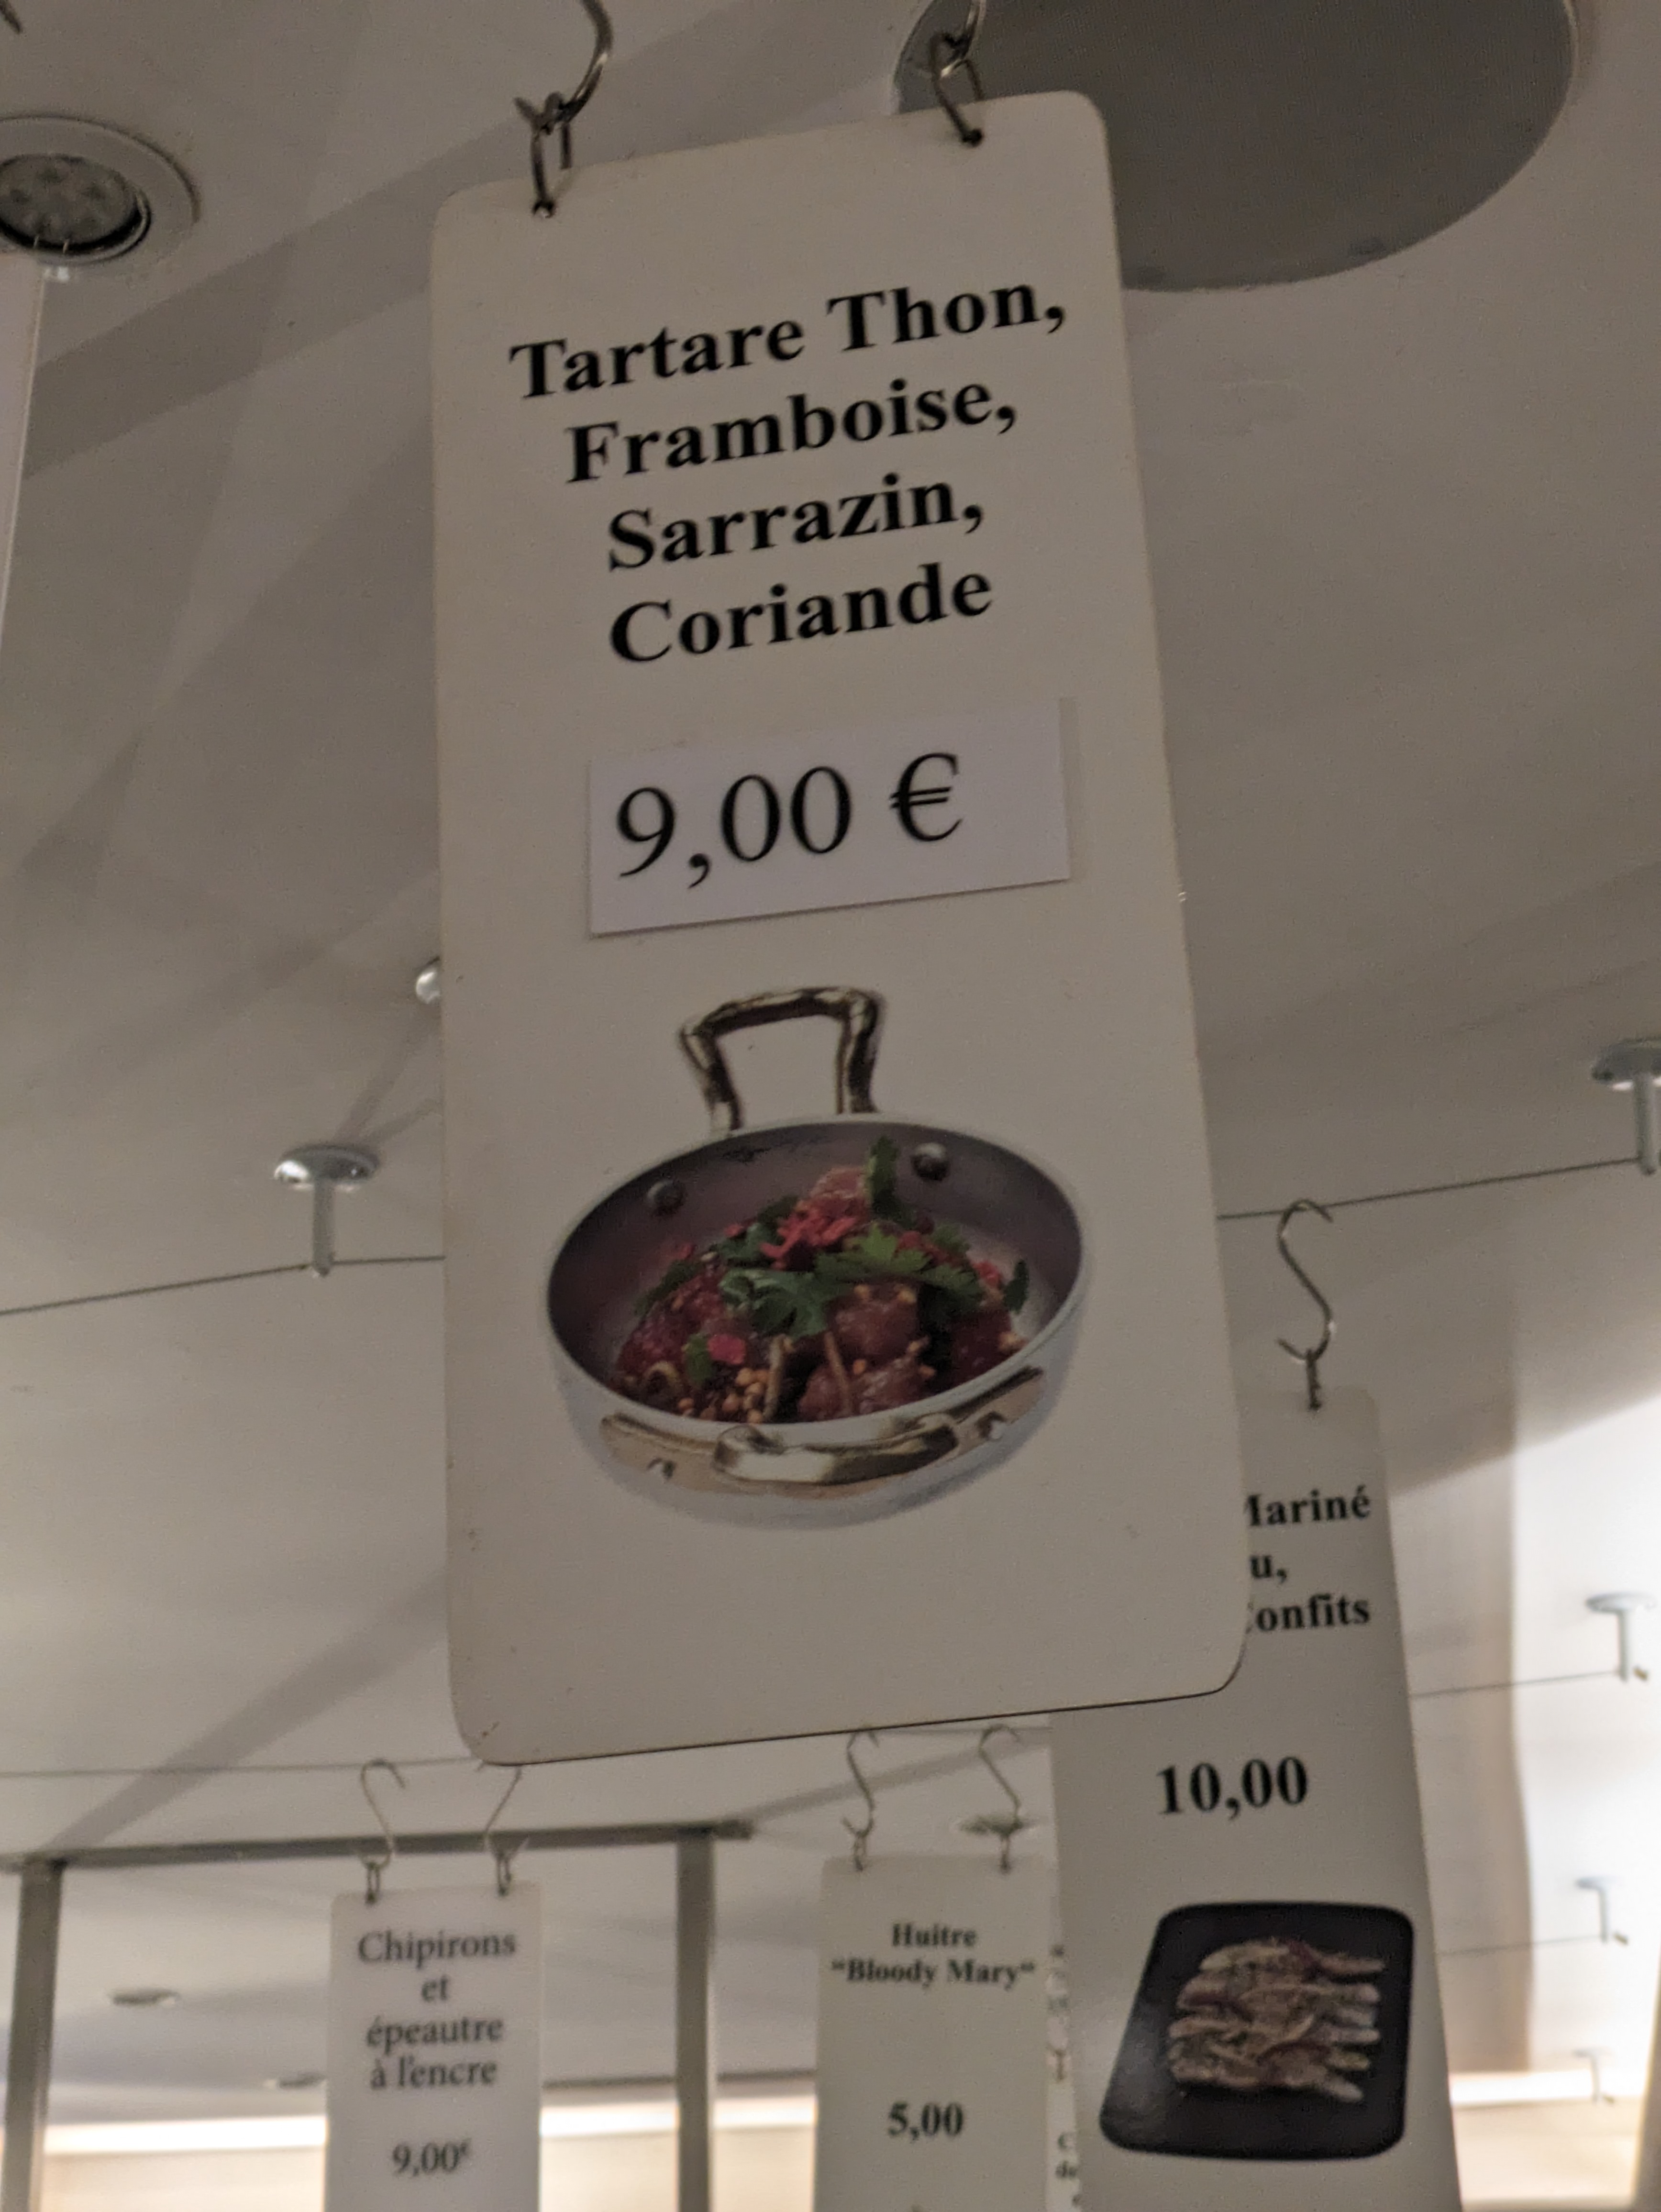 Tartare Thon,
Framboise,
Sarrazin,
Coriande
9,00 €
Mariné
u,
Confits
10,00
Chipirons
et
épeautre
à l'encre
9,00€
Huitre
"Bloody Mary"
5,00